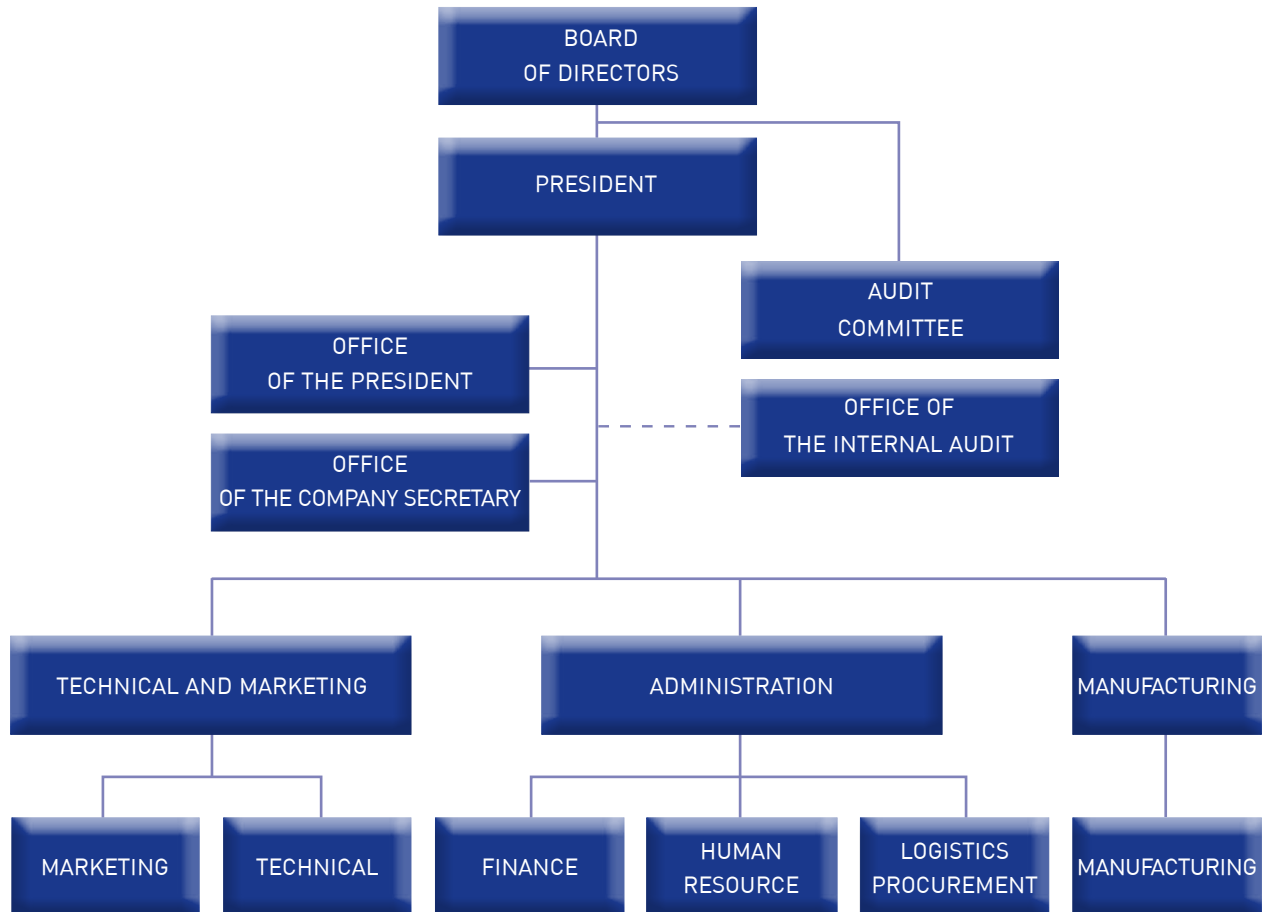 BOARD
OF DIRECTORS
PRESIDENT
AUDIT
COMMITTEE
OFFICE
OF THE PRESIDENT
OFFICE OF
THE INTERNAL AUDIT
OFFICE
OF THE COMPANY SECRETARY
TECHNICAL AND MARKETING
ADMINISTRATION
MANUFACTURING
MARKETING
TECHNICAL
FINANCE
HUMAN
RESOURCE
LOGISTICS
PROCUREMENT
MANUFACTURING